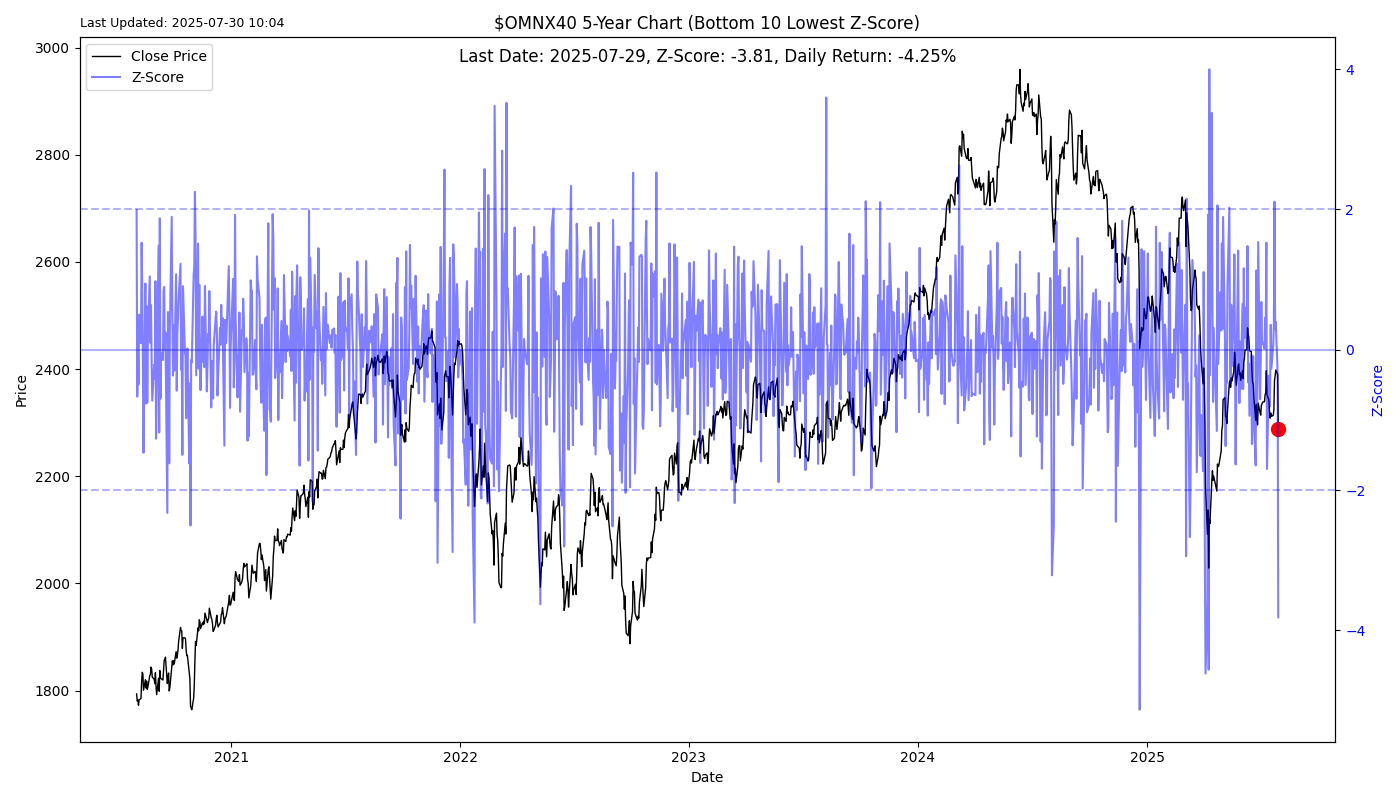 Last Updated: 2025-07-30 10:04
$OMNX40 5-Year Chart (Bottom 10 Lowest Z-Score)
Last Date: 2025-07-29, Z-Score: -3.81, Daily Return: -4.25%
Close Price
Z-Score
3000
2800
2600
2400
2200
2000
1800
Price
4
2
0
−2
−4
Z-Score
2021
2022
2023
2024
2025
Date